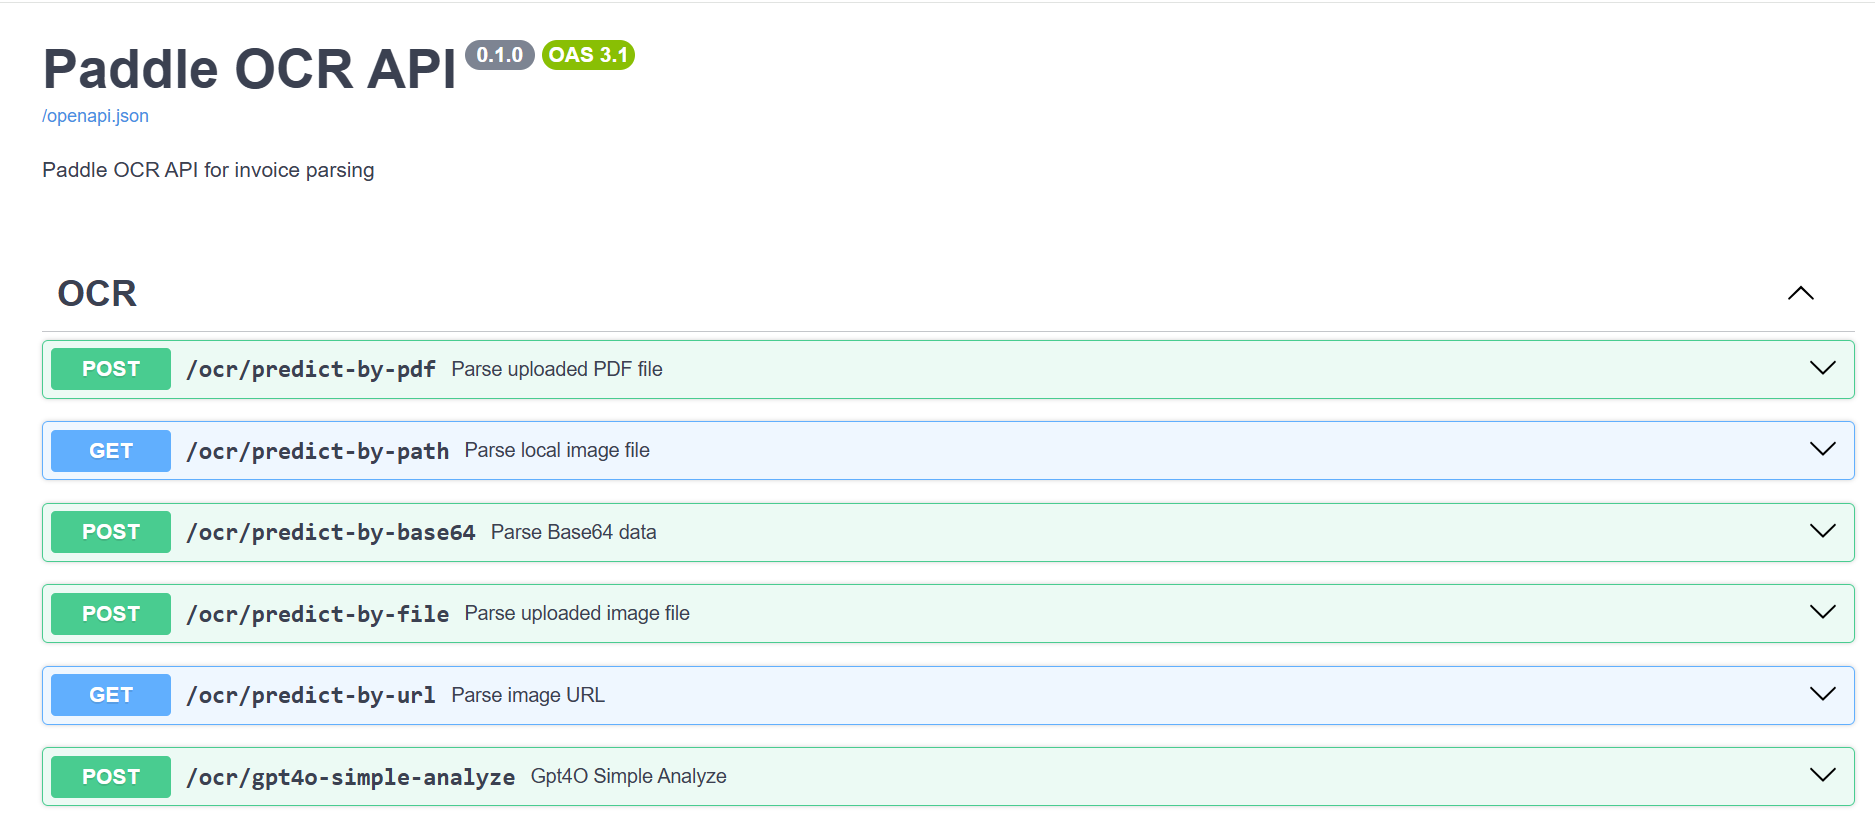 Paddle OCR API 0.1.0 OAS 3.1
/openapi.json
Paddle OCR API for invoice parsing
OCR
POST /ocr/predict-by-pdf Parse uploaded PDF file
GET /ocr/predict-by-path Parse local image file
POST /ocr/predict-by-base64 Parse Base64 data
POST /ocr/predict-by-file Parse uploaded image file
GET /ocr/predict-by-url Parse image URL
POST /ocr/gpt4o-simple-analyze Gpt4O Simple Analyze